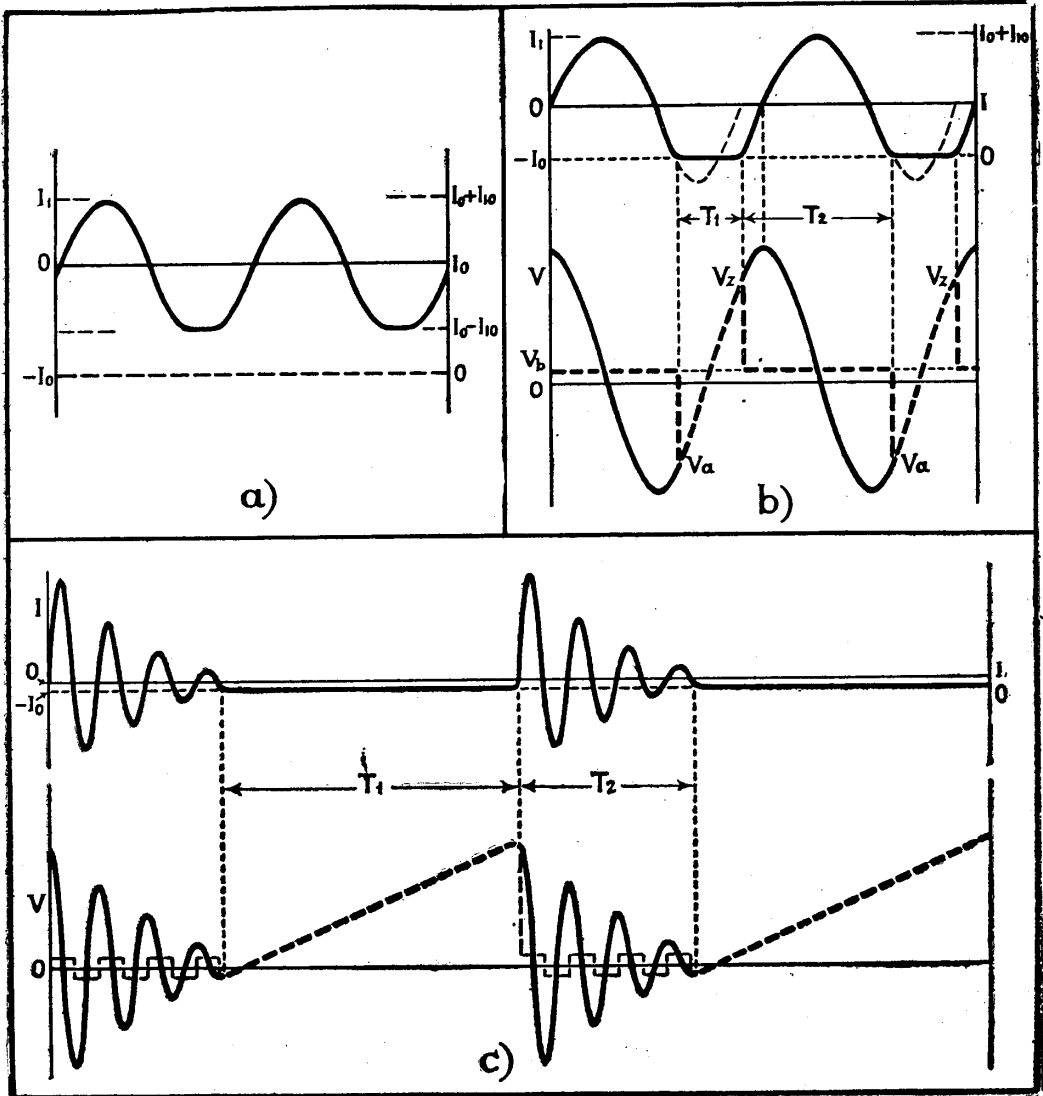 I₁
I₀+I₁₀
0
I₀
I₀-I₁₀
-I₀
0
a)
I₁
I₀+I₁₀
0
I
-I₀
0
T₁
T₂
V
V_z
V_z
V_b
0
V_a
V_a
b)
I
0
-I₀
I
0
T₁
T₂
V
0
c)